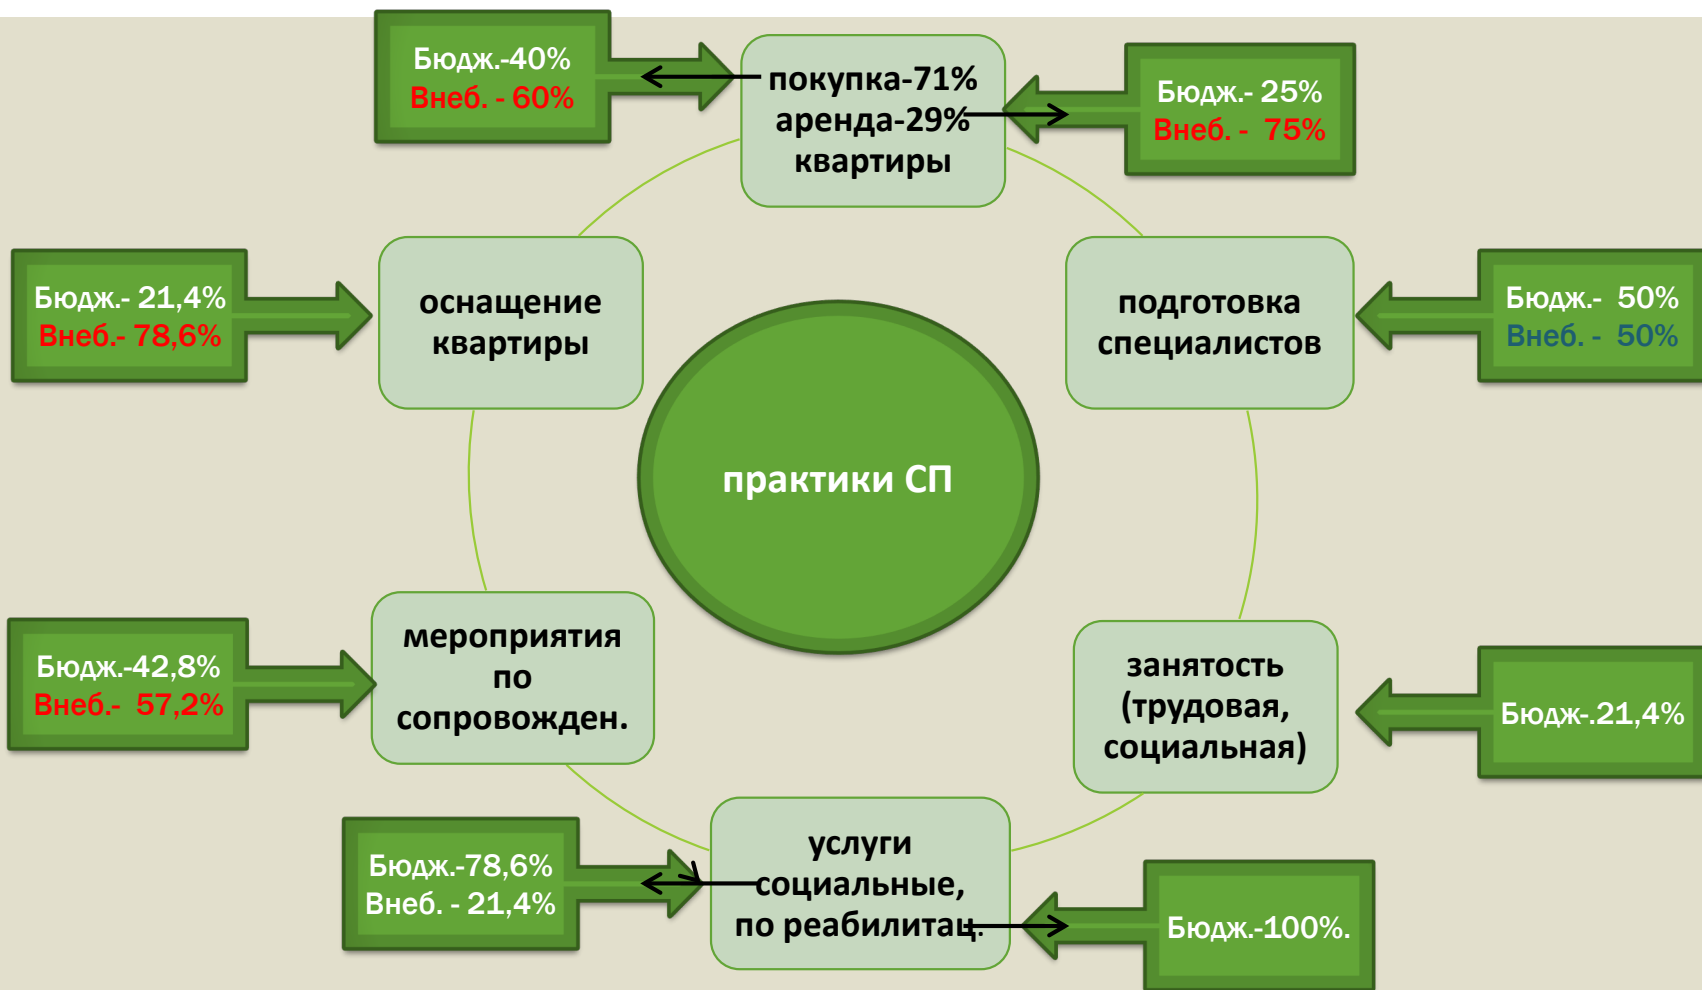 Бюдж.-40%
Внеб. - 60%
покупка-71%
аренда-29%
квартиры
Бюдж.- 25%
Внеб. -  75%
Бюдж.- 21,4%
Внеб.- 78,6%
оснащение
квартиры
подготовка
специалистов
Бюдж.-  50%
Внеб. -  50%
практики СП
Бюдж.-42,8%
Внеб.-  57,2%
мероприятия
по
сопровожден.
занятость
(трудовая,
социальная)
Бюдж-.21,4%
Бюдж.-78,6%
Внеб. - 21,4%
услуги
социальные,
по реабилитац.
Бюдж.-100%.